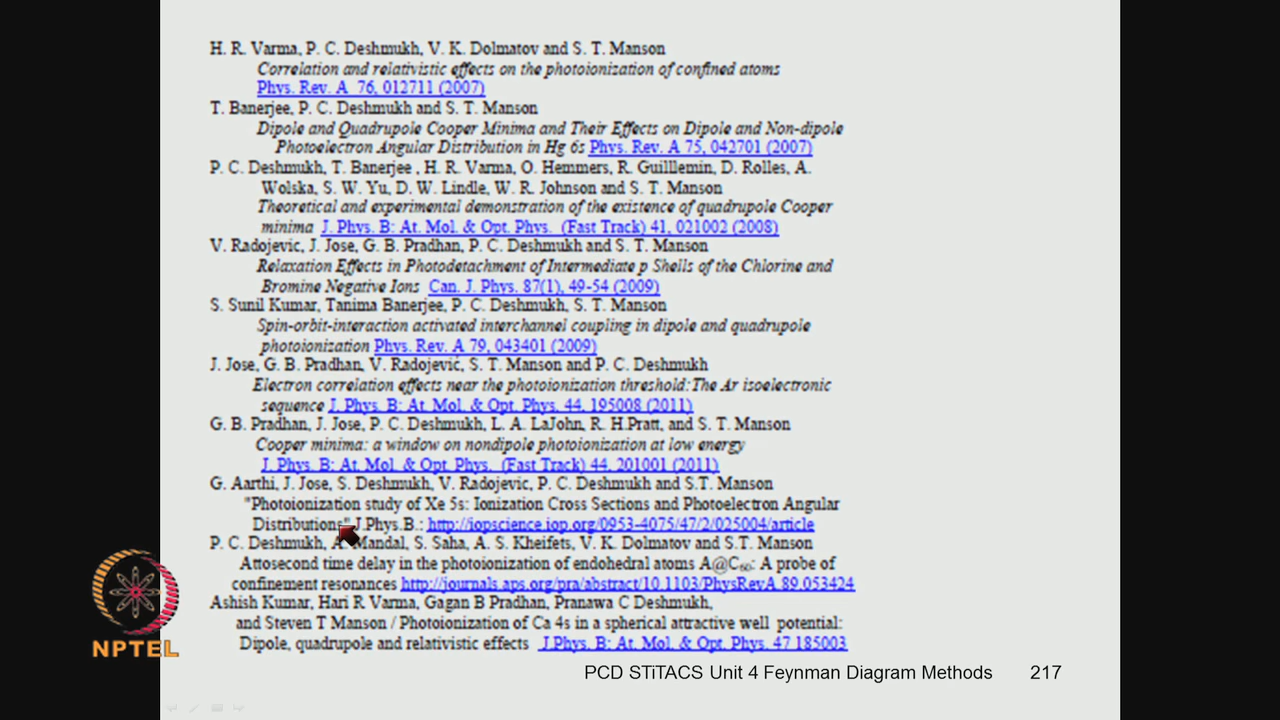 H. R. Varma, P. C. Deshmukh, V. K. Dolmatov and S. T. Manson
Correlation and relativistic effects on the photoionization of confined atoms
Phys. Rev. A 76, 012711 (2007)
T. Banerjee, P. C. Deshmukh and S. T. Manson
Dipole and Quadrupole Cooper Minima and Their Effects on Dipole and Non-dipole
Photoelectron Angular Distribution in Hg 6s Phys. Rev. A 75, 042701 (2007)
P. C. Deshmukh, T. Banerjee , H. R. Varma, O. Hemmers, R. Guilllemin, D. Rolles, A.
Wolska, S. W. Yu, D. W. Lindle, W. R. Johnson and S. T. Manson
Theoretical and experimental demonstration of the existence of quadrupole Cooper
minima J. Phys. B: At. Mol. & Opt. Phys. (Fast Track) 41, 021002 (2008)
V. Radojevic, J. Jose, G. B. Pradhan, P. C. Deshmukh and S. T. Manson
Relaxation Effects in Photodetachment of Intermediate p Shells of the Chlorine and
Bromine Negative Ions Can. J. Phys. 87(1), 49-54 (2009)
S. Sunil Kumar, Tanima Banerjee, P. C. Deshmukh, S. T. Manson
Spin-orbit-interaction activated interchannel coupling in dipole and quadrupole
photoionization Phys. Rev. A 79, 043401 (2009)
J. Jose, G. B. Pradhan, V. Radojević, S. T. Manson and P. C. Deshmukh
Electron correlation effects near the photoionization threshold: The Ar isoelectronic
sequence J. Phys. B: At. Mol. & Opt. Phys. 44, 195008 (2011)
G. B. Pradhan, J. Jose, P. C. Deshmukh, L. A. LaJohn, R. H.Pratt, and S. T. Manson
Cooper minima: a window on nondipole photoionization at low energy
J. Phys. B: At. Mol. & Opt. Phys. (Fast Track) 44, 201001 (2011)
G. Aarthi, J. Jose, S. Deshmukh, V. Radojevic, P. C. Deshmukh and S.T. Manson
"Photoionization study of Xe 5s: Ionization Cross Sections and Photoelectron Angular
Distributions" J.Phys.B.: http://iopscience.iop.org/0953-4075/47/2/025004/article
P. C. Deshmukh, A. Mandal, S. Saha, A. S. Kheifets, V. K. Dolmatov and S.T. Manson
Attosecond time delay in the photoionization of endohedral atoms A@C₆₀: A probe of
confinement resonances http://journals.aps.org/pra/abstract/10.1103/PhysRevA.89.053424
Ashish Kumar, Hari R Varma, Gagan B Pradhan, Pranawa C Deshmukh,
and Steven T Manson / Photoionization of Ca 4s in a spherical attractive well potential:
Dipole, quadrupole and relativistic effects J.Phys. B: At. Mol. & Opt. Phys. 47 185003
NPTEL
PCD STiTACS Unit 4 Feynman Diagram Methods 217